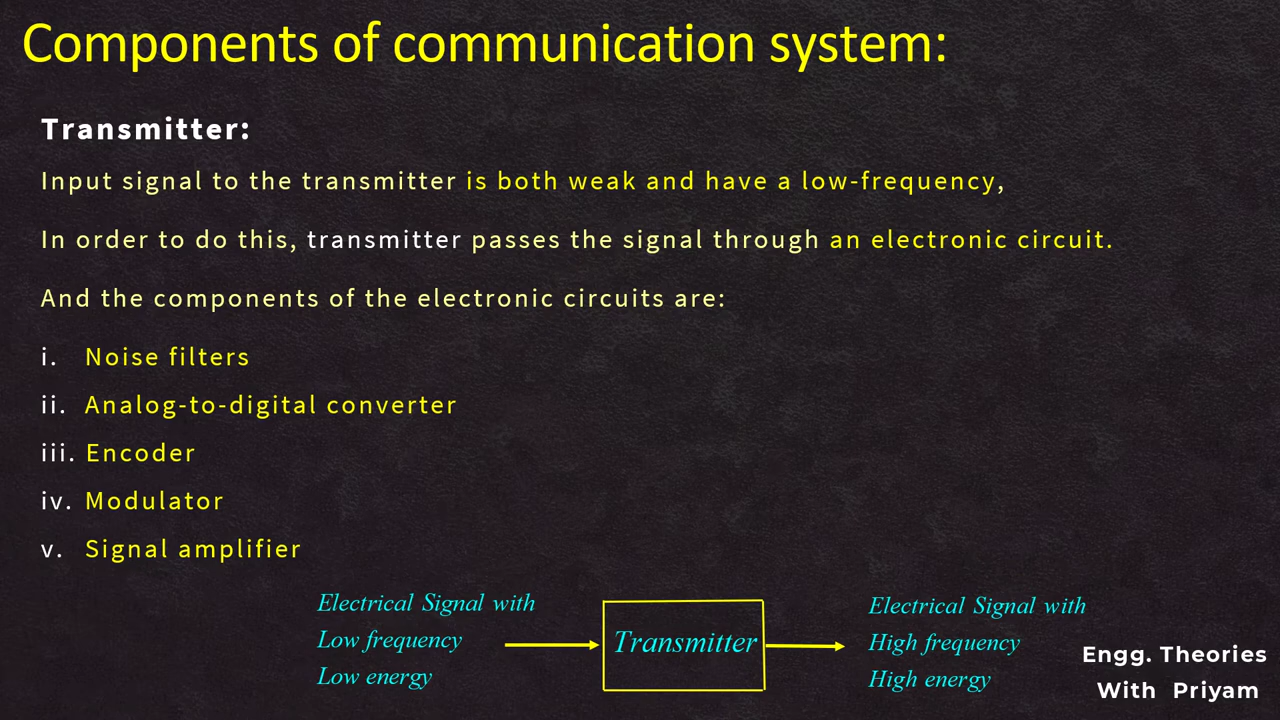 Components of communication system:
Transmitter:
Input signal to the transmitter is both weak and have a low-frequency,
In order to do this, transmitter passes the signal through an electronic circuit.
And the components of the electronic circuits are:
i. Noise filters
ii. Analog-to-digital converter
iii. Encoder
iv. Modulator
v. Signal amplifier
Electrical Signal with
Low frequency
Low energy
Transmitter
Electrical Signal with
High frequency
High energy
Engg. Theories
With Priyam